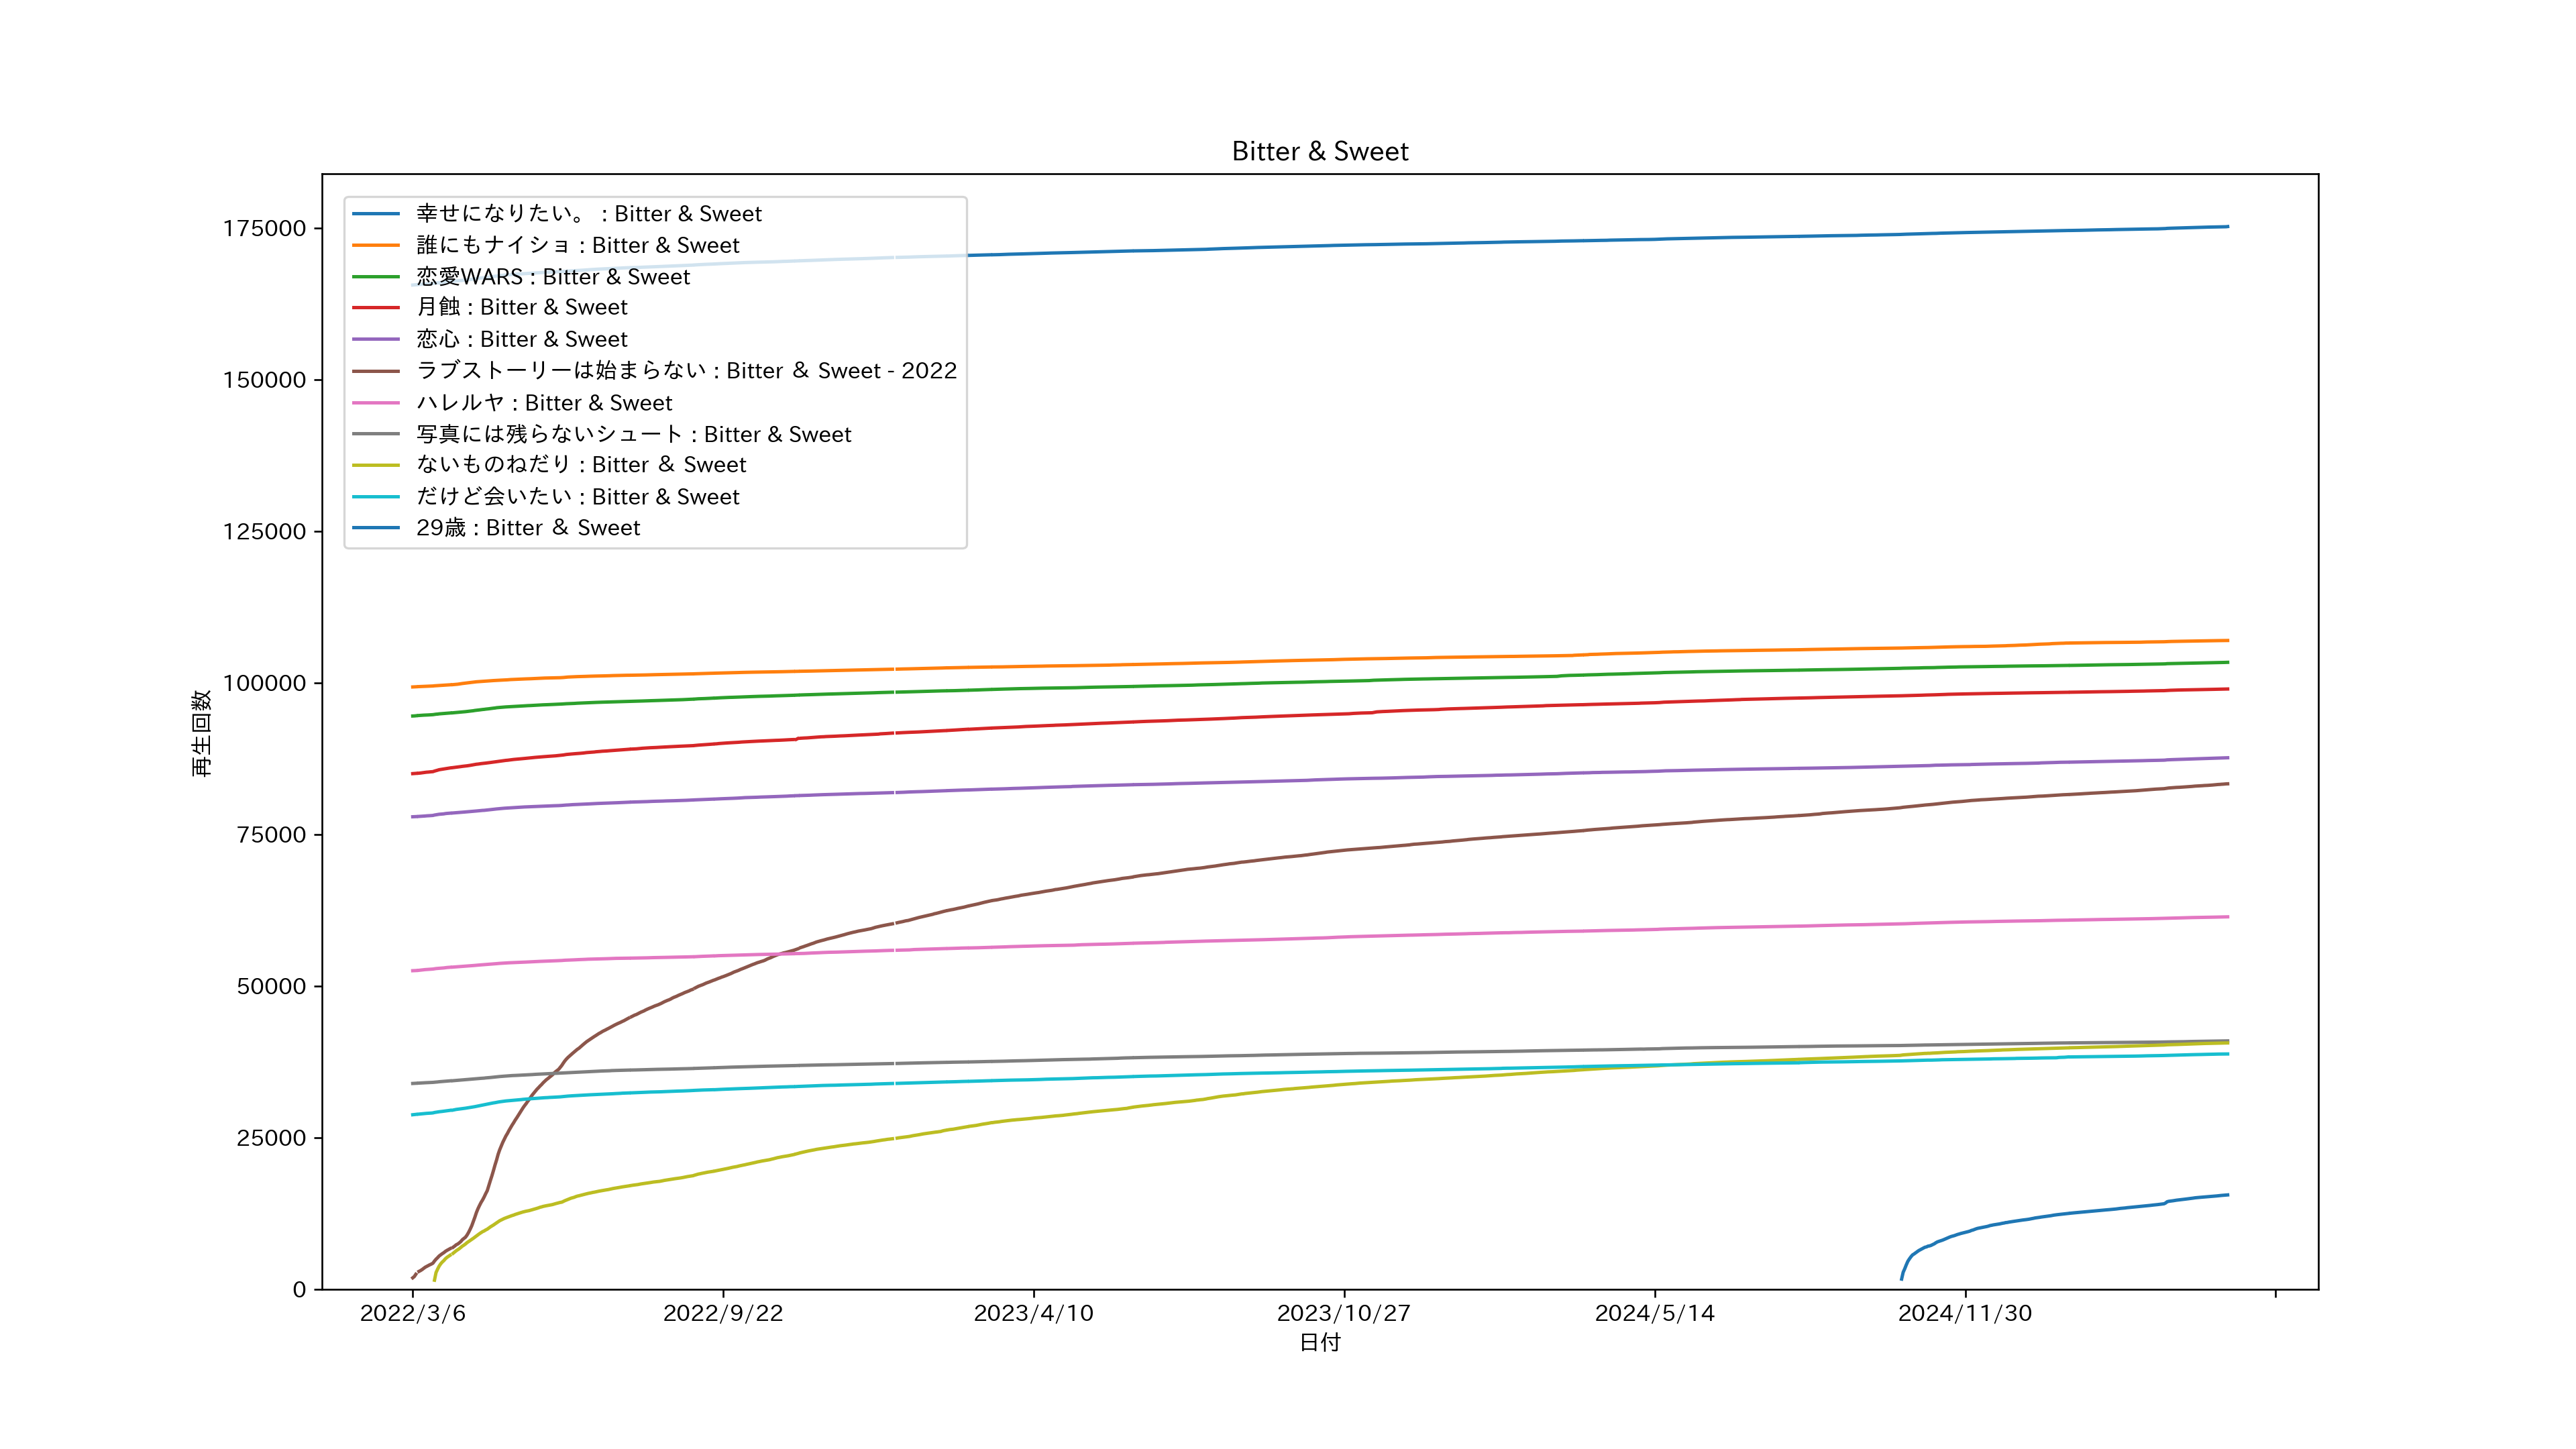 Bitter & Sweet
175000
150000
125000
100000
75000
50000
25000
0
再生回数
幸せになりたい。 : Bitter & Sweet
誰にもナイショ : Bitter & Sweet
恋愛WARS : Bitter & Sweet
月蝕 : Bitter & Sweet
恋心 : Bitter & Sweet
ラブストーリーは始まらない : Bitter ＆ Sweet - 2022
ハレルヤ : Bitter & Sweet
写真には残らないシュート : Bitter & Sweet
ないものねだり : Bitter ＆ Sweet
だけど会いたい : Bitter & Sweet
29歳 : Bitter ＆ Sweet
2022/3/6
2022/9/22
2023/4/10
2023/10/27
2024/5/14
2024/11/30
日付